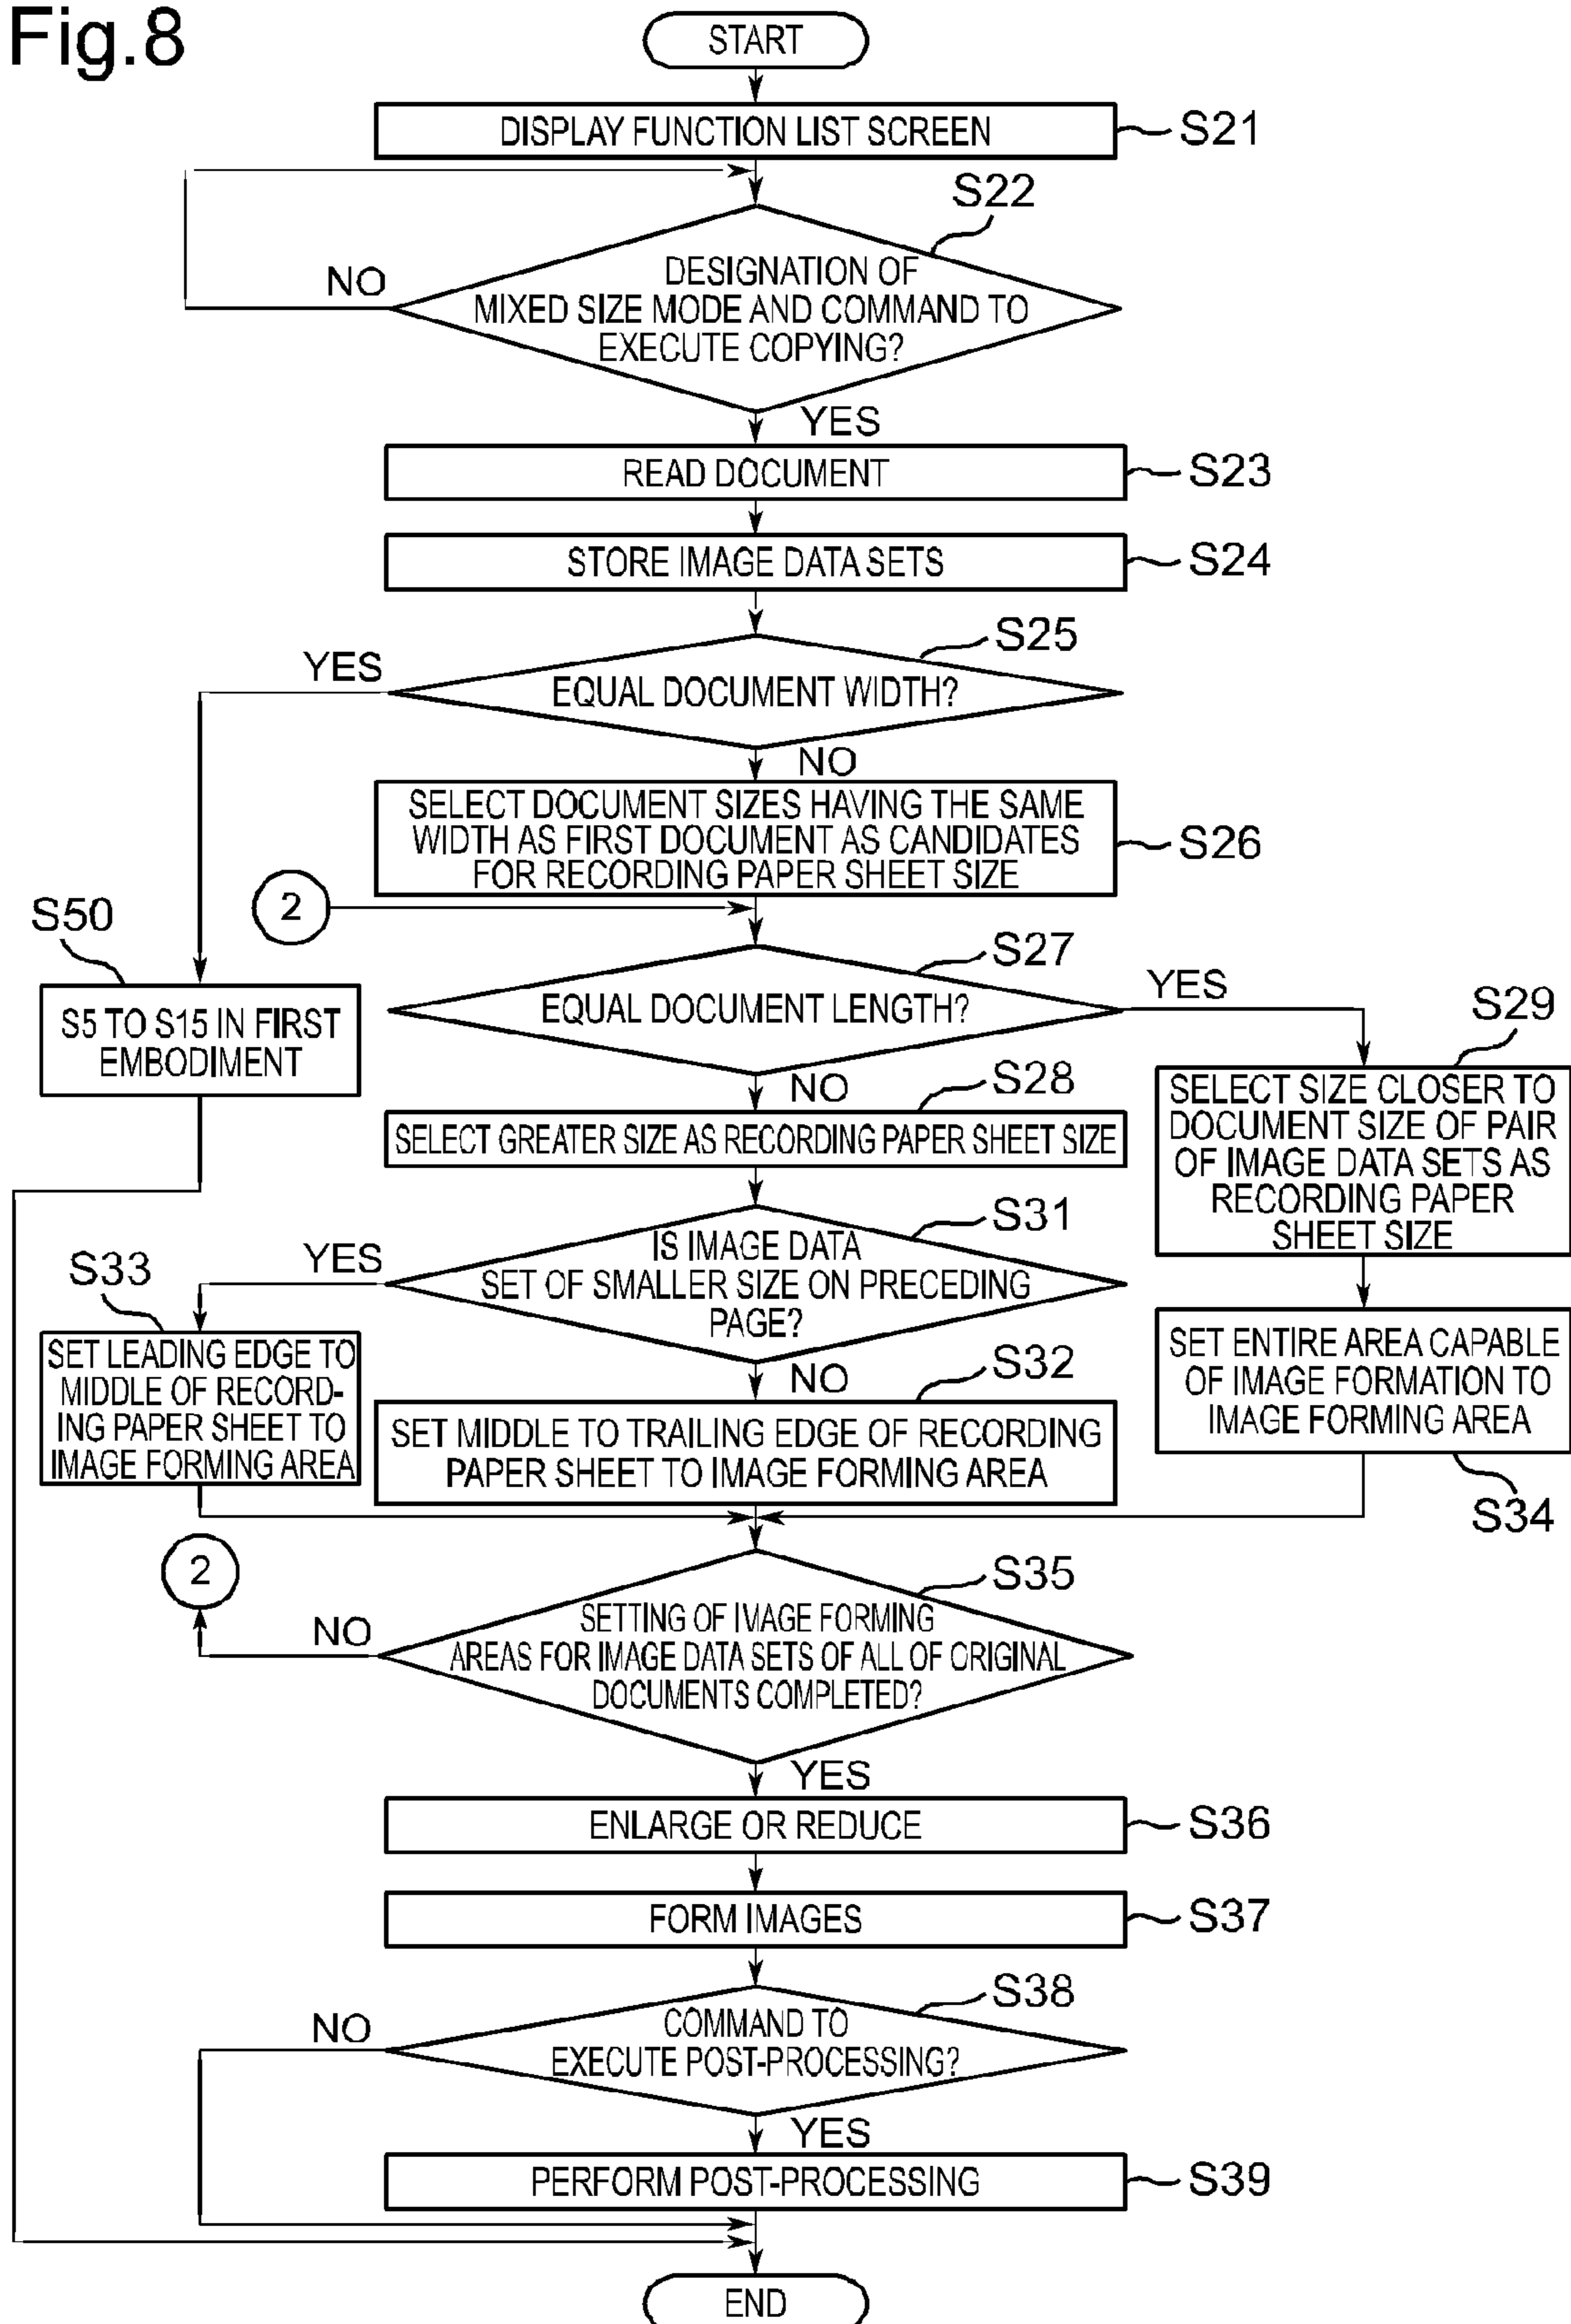 Fig.8
START
DISPLAY FUNCTION LIST SCREEN
S21
S22
DESIGNATION OF
MIXED SIZE MODE AND COMMAND TO
EXECUTE COPYING?
NO
YES
READ DOCUMENT
S23
STORE IMAGE DATA SETS
S24
S25
YES
EQUAL DOCUMENT WIDTH?
NO
SELECT DOCUMENT SIZES HAVING THE SAME
WIDTH AS FIRST DOCUMENT AS CANDIDATES
FOR RECORDING PAPER SHEET SIZE
S26
2
S50
S5 TO S15 IN FIRST
EMBODIMENT
S27
EQUAL DOCUMENT LENGTH?
YES
NO
S28
SELECT GREATER SIZE AS RECORDING PAPER SHEET SIZE
S29
SELECT SIZE CLOSER TO
DOCUMENT SIZE OF PAIR
OF IMAGE DATA SETS AS
RECORDING PAPER
SHEET SIZE
S31
IS IMAGE DATA
SET OF SMALLER SIZE ON PRECEDING
PAGE?
YES
NO
S33
SET LEADING EDGE TO
MIDDLE OF RECORD-
ING PAPER SHEET TO
IMAGE FORMING AREA
S32
SET MIDDLE TO TRAILING EDGE OF RECORDING
PAPER SHEET TO IMAGE FORMING AREA
SET ENTIRE AREA CAPABLE
OF IMAGE FORMATION TO
IMAGE FORMING AREA
S34
2
S35
SETTING OF IMAGE FORMING
AREAS FOR IMAGE DATA SETS OF ALL OF ORIGINAL
DOCUMENTS COMPLETED?
NO
YES
ENLARGE OR REDUCE
S36
FORM IMAGES
S37
S38
COMMAND TO
EXECUTE POST-PROCESSING?
NO
YES
PERFORM POST-PROCESSING
S39
END